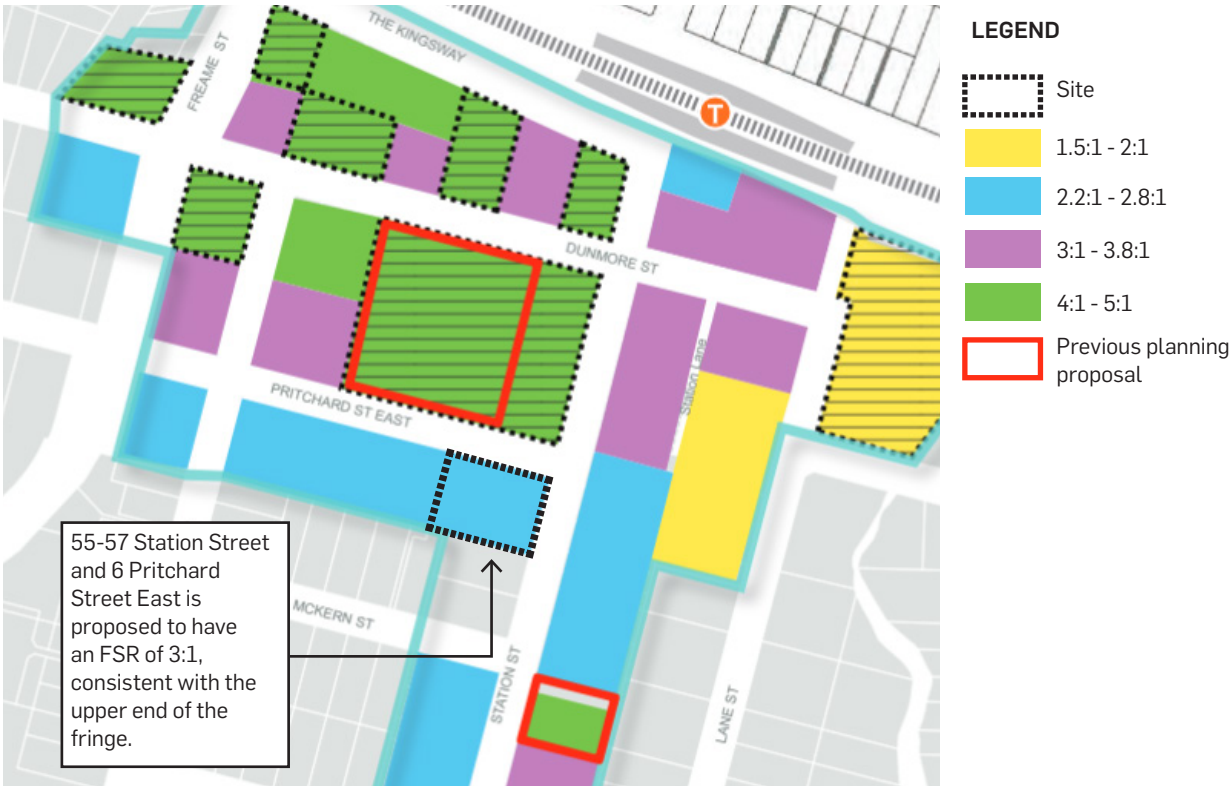 THE KINGSWAY
FREAME ST
T
DUNMORE ST
Station Lane
PRITCHARD ST EAST
MCKERN ST
STATION ST
LANE ST
55-57 Station Street
and 6 Pritchard
Street East is
proposed to have
an FSR of 3:1,
consistent with the
upper end of the
fringe.
LEGEND
Site
1.5:1 - 2:1
2.2:1 - 2.8:1
3:1 - 3.8:1
4:1 - 5:1
Previous planning
proposal